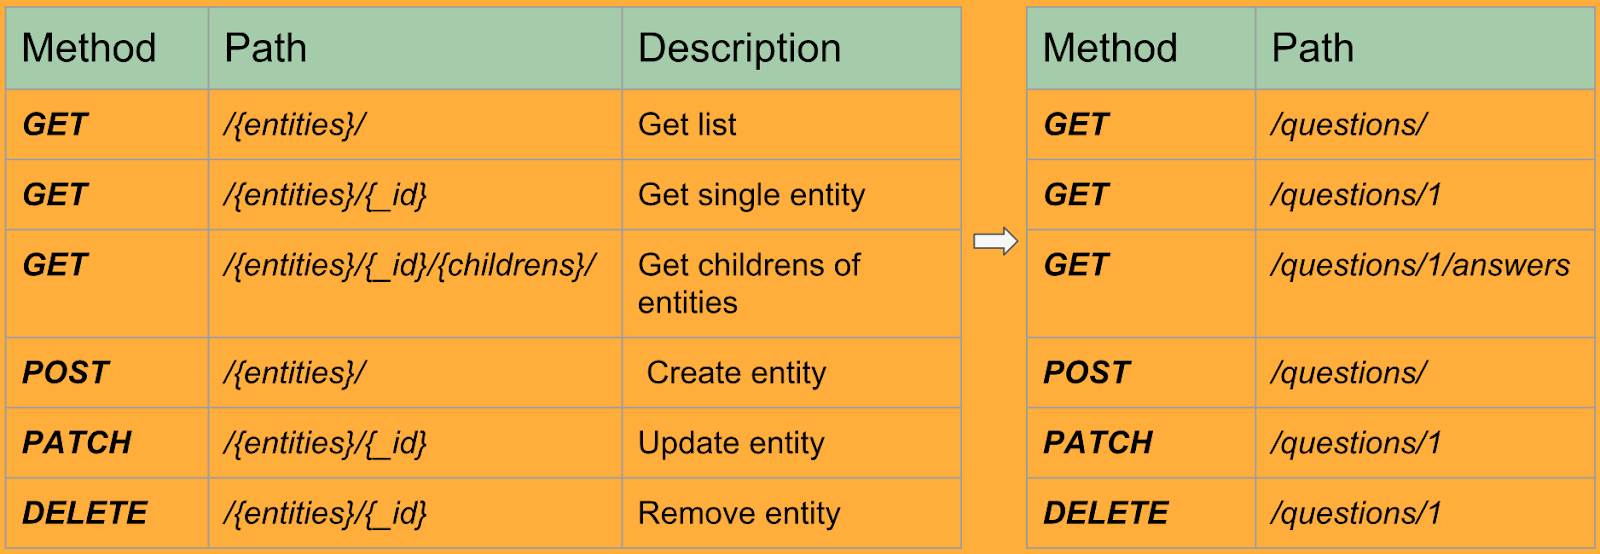 Method Path Description
GET /{entities}/ Get list
GET /{entities}/{_id} Get single entity
GET /{entities}/{_id}/{childrens}/ Get childrens of
entities
POST /{entities}/ Create entity
PATCH /{entities}/{_id} Update entity
DELETE /{entities}/{_id} Remove entity
Method Path
GET /questions/
GET /questions/1
GET /questions/1/answers
POST /questions/
PATCH /questions/1
DELETE /questions/1